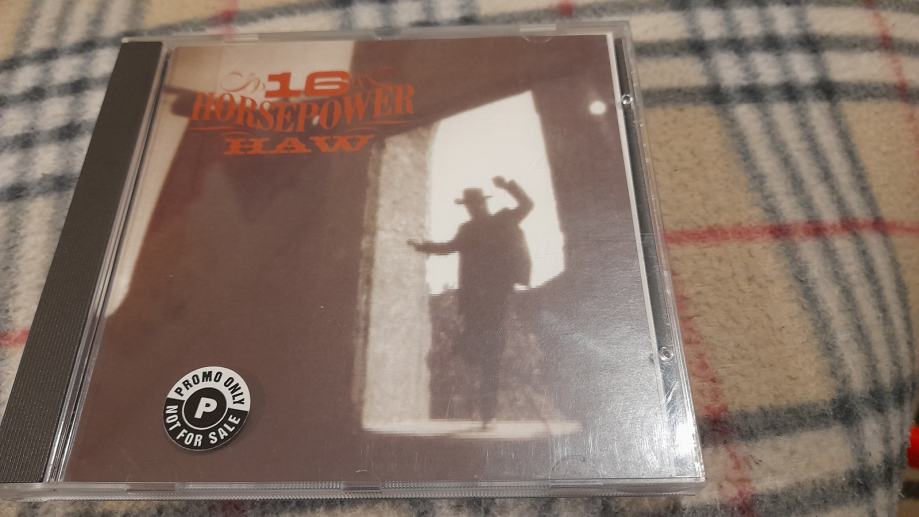 16
HORSEPOWER
HAW
PROMO ONLY
P
NOT FOR SALE